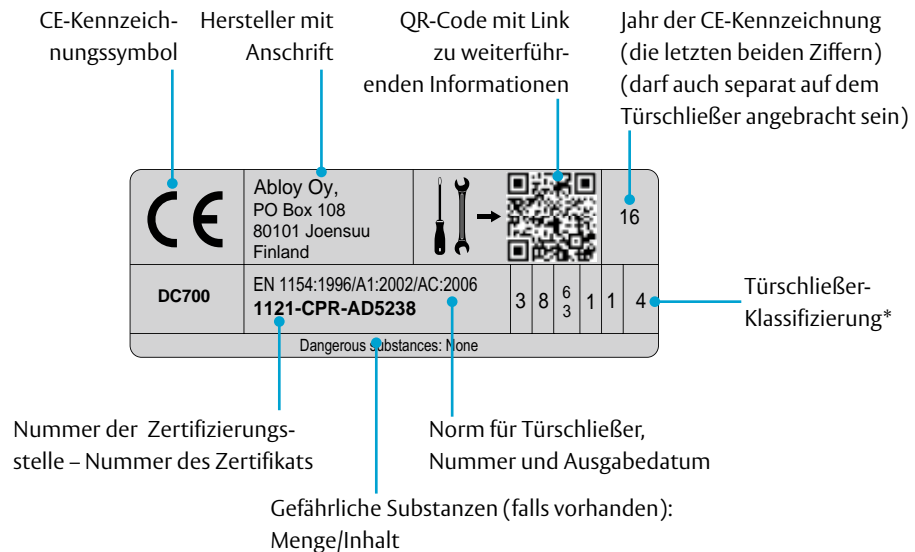 CE-Kennzeich-
nungssymbol
Hersteller mit
Anschrift
QR-Code mit Link
zu weiterfüh-
renden Informationen
Jahr der CE-Kennzeichnung
(die letzten beiden Ziffern)
(darf auch separat auf dem
Türschließer angebracht sein)
CE
Abloy Oy,
PO Box 108
80101 Joensuu
Finland
16
DC700
EN 1154:1996/A1:2002/AC:2006
1121-CPR-AD5238
3 8 6 3 1 1 4
Dangerous substances: None
Türschließer-
Klassifizierung*
Nummer der Zertifizierungs-
stelle – Nummer des Zertifikats
Norm für Türschließer,
Nummer und Ausgabedatum
Gefährliche Substanzen (falls vorhanden):
Menge/Inhalt